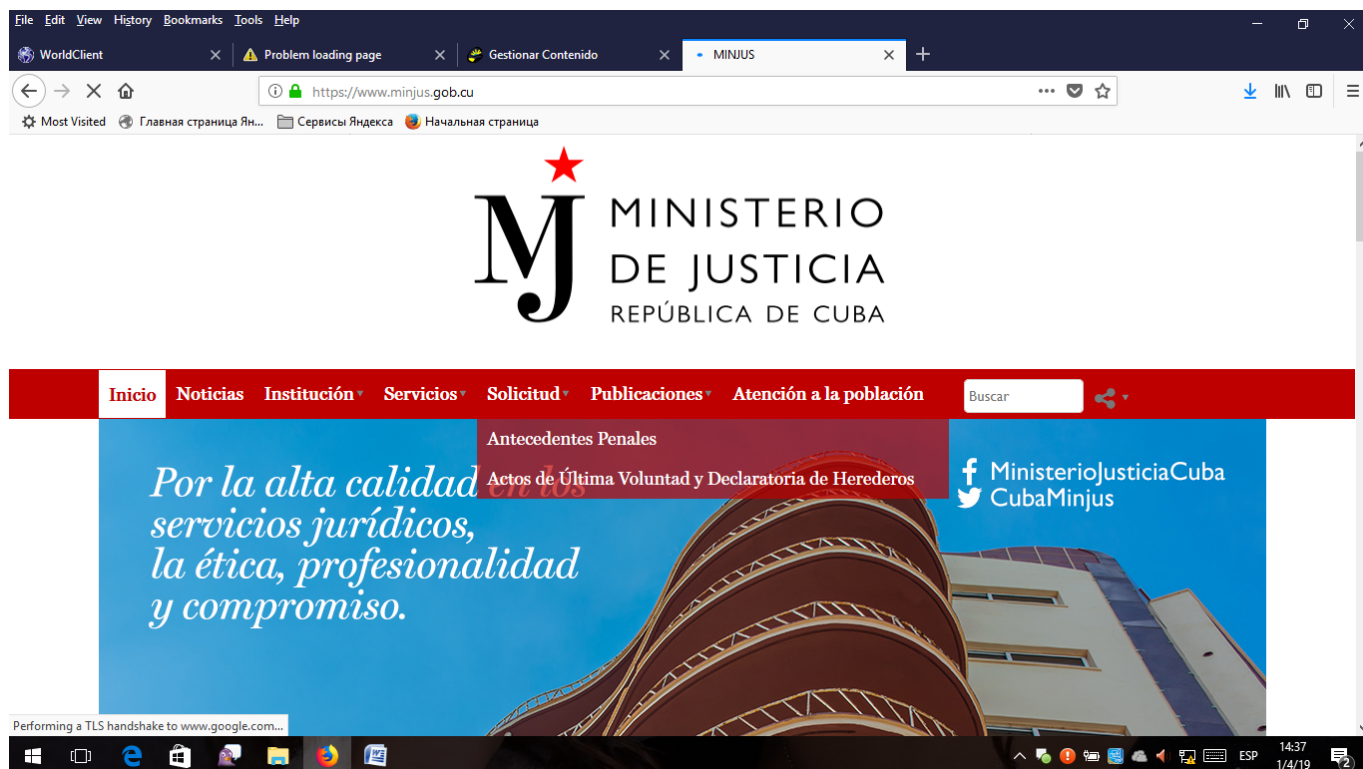 File Edit View History Bookmarks Tools Help
WorldClient
Problem loading page
Gestionar Contenido
MINJUS
https://www.minjus.gob.cu
Most Visited Главная страница Ян... Сервисы Яндекса Начальная страница
MJ
MINISTERIO
DE JUSTICIA
REPÚBLICA DE CUBA
Inicio Noticias Institución Servicios Solicitud Publicaciones Atención a la población Buscar
Antecedentes Penales
Actos de Última Voluntad y Declaratoria de Herederos
Por la alta calidad en los
servicios jurídicos,
la ética, profesionalidad
y compromiso.
MinisterioJusticiaCuba
CubaMinjus
Performing a TLS handshake to www.google.com...
ESP
14:37
1/4/19
2